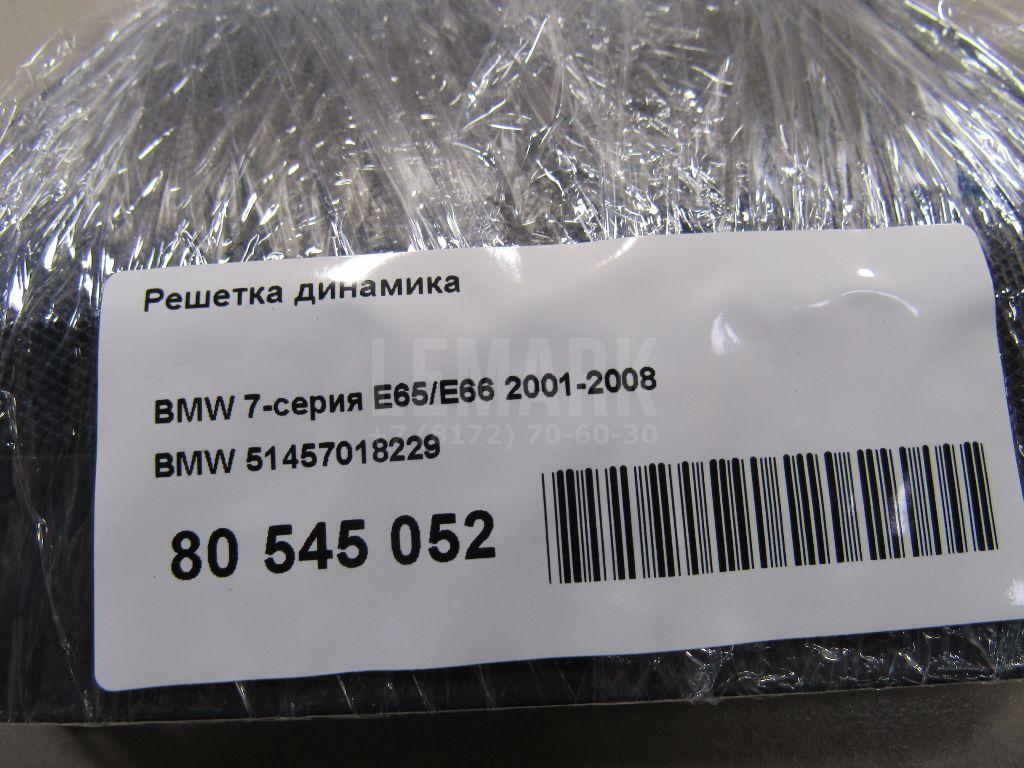 Решетка динамика
LEMARK
BMW 7-серия E65/E66 2001-2008
+7 (8172) 70-60-30
BMW 51457018229
80 545 052